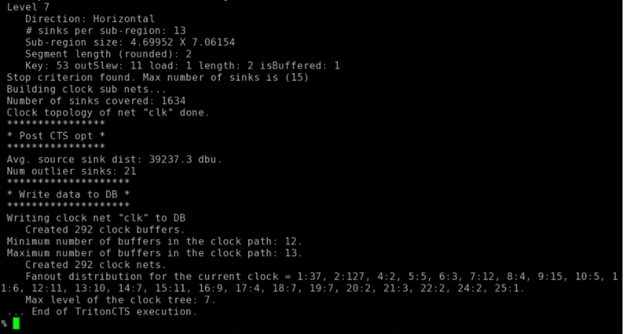 Level 7
Direction: Horizontal
# sinks per sub-region: 13
Sub-region size: 4.69952 X 7.06154
Segment length (rounded): 2
Key: 53 outSlew: 11 load: 1 length: 2 isBuffered: 1
Stop criterion found. Max number of sinks is (15)
Building clock sub nets...
Number of sinks covered: 1634
Clock topology of net "clk" done.
****************
* Post CTS opt *
****************
Avg. source sink dist: 39237.3 dbu.
Num outlier sinks: 21
********************
* Write data to DB *
********************
Writing clock net "clk" to DB
Created 292 clock buffers.
Minimum number of buffers in the clock path: 12.
Maximum number of buffers in the clock path: 13.
Created 292 clock nets.
Fanout distribution for the current clock = 1:37, 2:127, 4:2, 5:5, 6:3, 7:12, 8:4, 9:15, 10:5, 1
1:6, 12:11, 13:10, 14:7, 15:11, 16:9, 17:4, 18:7, 19:7, 20:2, 21:3, 22:2, 24:2, 25:1.
Max level of the clock tree: 7.
... End of TritonCTS execution.
%